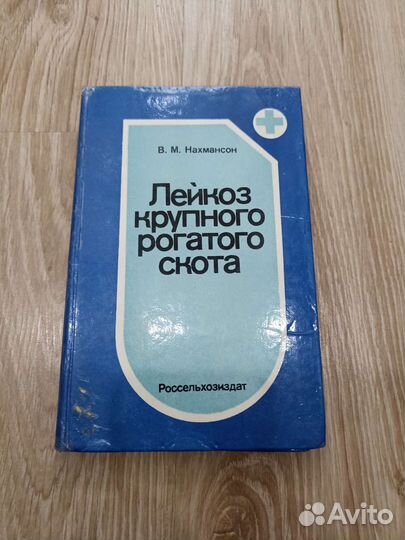 В. М. Нахмансон
Лейкоз
крупного
рогатого
скота
Россельхозиздат
Avito